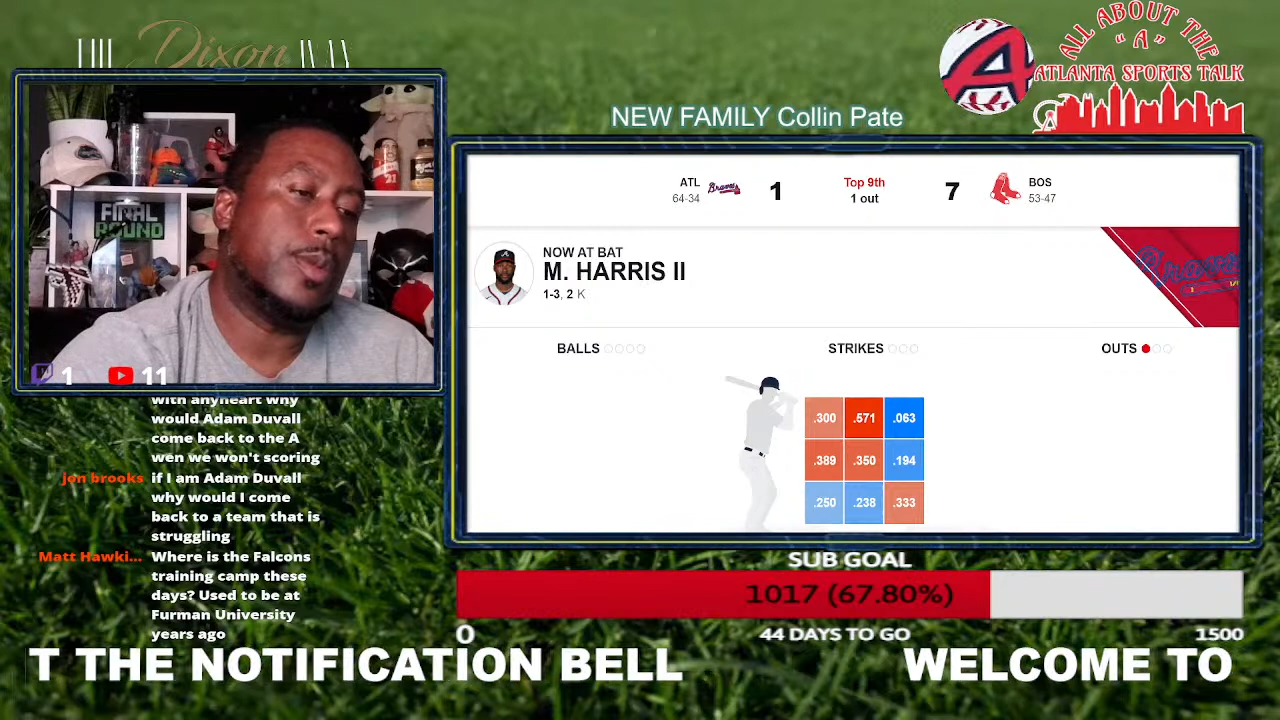 Dixon
ALL ABOUT THE
"A"
ATLANTA SPORTS TALK
A
NEW FAMILY Collin Pate
FINAL
ROUND
1
11
ATL
64-34
Braves
1
Top 9th
1 out
7
BOS
53-47
NOW AT BAT
M. HARRIS II
1-3, 2 K
Braves
BALLS
STRIKES
OUTS
.300 .571 .063
.389 .350 .194
.250 .238 .333
with anyheart why
would Adam Duvall
come back to the A
wen we won't scoring
jon brooks if I am Adam Duvall
why would I come
back to a team that is
struggling
Matt Hawki... Where is the Falcons
training camp these
days? Used to be at
Furman University
years ago
SUB GOAL
1017 (67.80%)
0
44 DAYS TO GO
1500
T THE NOTIFICATION BELL
WELCOME TO